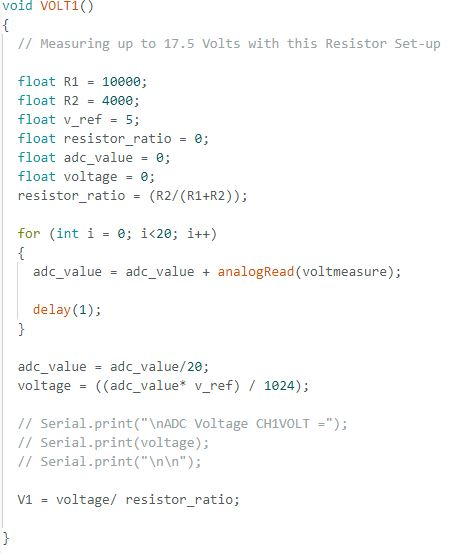 void VOLT1()
{
// Measuring up to 17.5 Volts with this Resistor Set-up
float R1 = 10000;
float R2 = 4000;
float v_ref = 5;
float resistor_ratio = 0;
float adc_value = 0;
float voltage = 0;
resistor_ratio = (R2/(R1+R2));
for (int i = 0; i<20; i++)
{
adc_value = adc_value + analogRead(voltmeasure);
delay(1);
}
adc_value = adc_value/20;
voltage = ((adc_value* v_ref) / 1024);
// Serial.print("\nADC Voltage CH1VOLT =");
// Serial.print(voltage);
// Serial.print("\n\n");
V1 = voltage/ resistor_ratio;
}